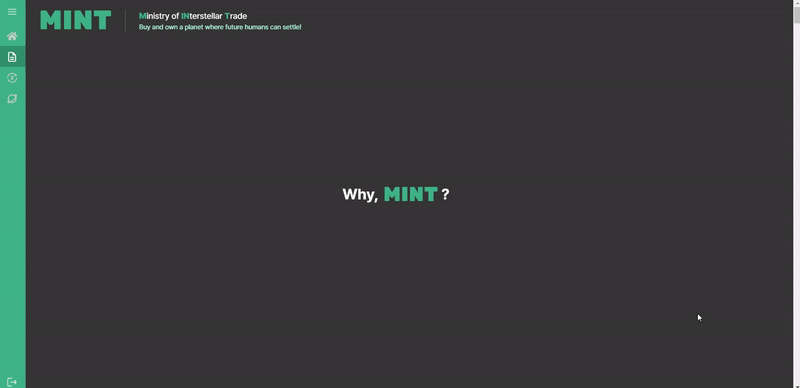 MINT
Ministry of INterstellar Trade
Buy and own a planet where future humans can settle!
Why, MINT ?